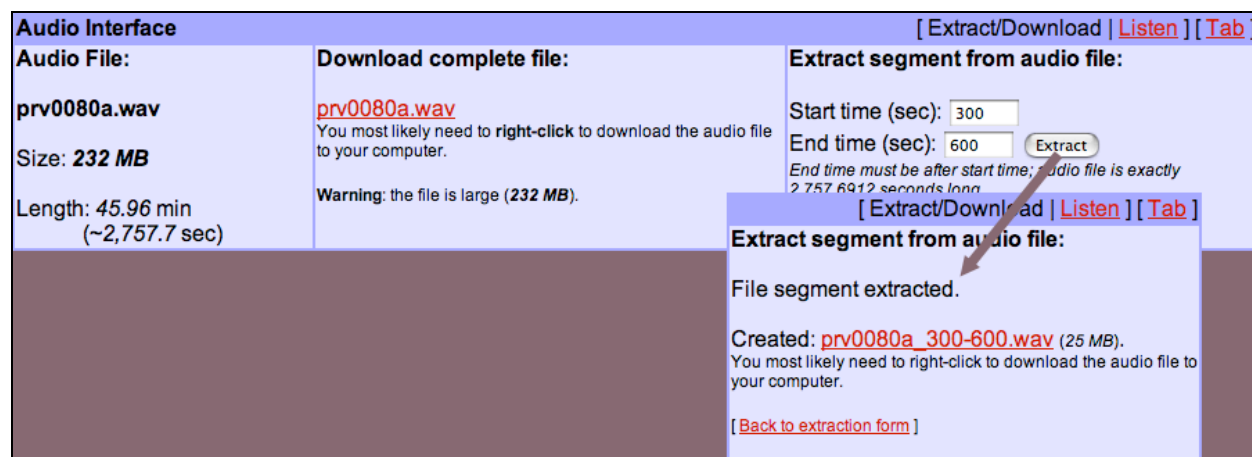 Audio Interface
[ Extract/Download | Listen ] [ Tab ]
Audio File:
prv0080a.wav
Size: 232 MB
Length: 45.96 min
(~2,757.7 sec)
Download complete file:
prv0080a.wav
You most likely need to right-click to download the audio file
to your computer.
Warning: the file is large (232 MB).
Extract segment from audio file:
Start time (sec): 300
End time (sec): 600 Extract
End time must be after start time; audio file is exactly
2,757.6912 seconds long
[ Extract/Download | Listen ] [ Tab ]
Extract segment from audio file:
File segment extracted.
Created: prv0080a_300-600.wav (25 MB).
You most likely need to right-click to download the audio file to
your computer.
[ Back to extraction form ]